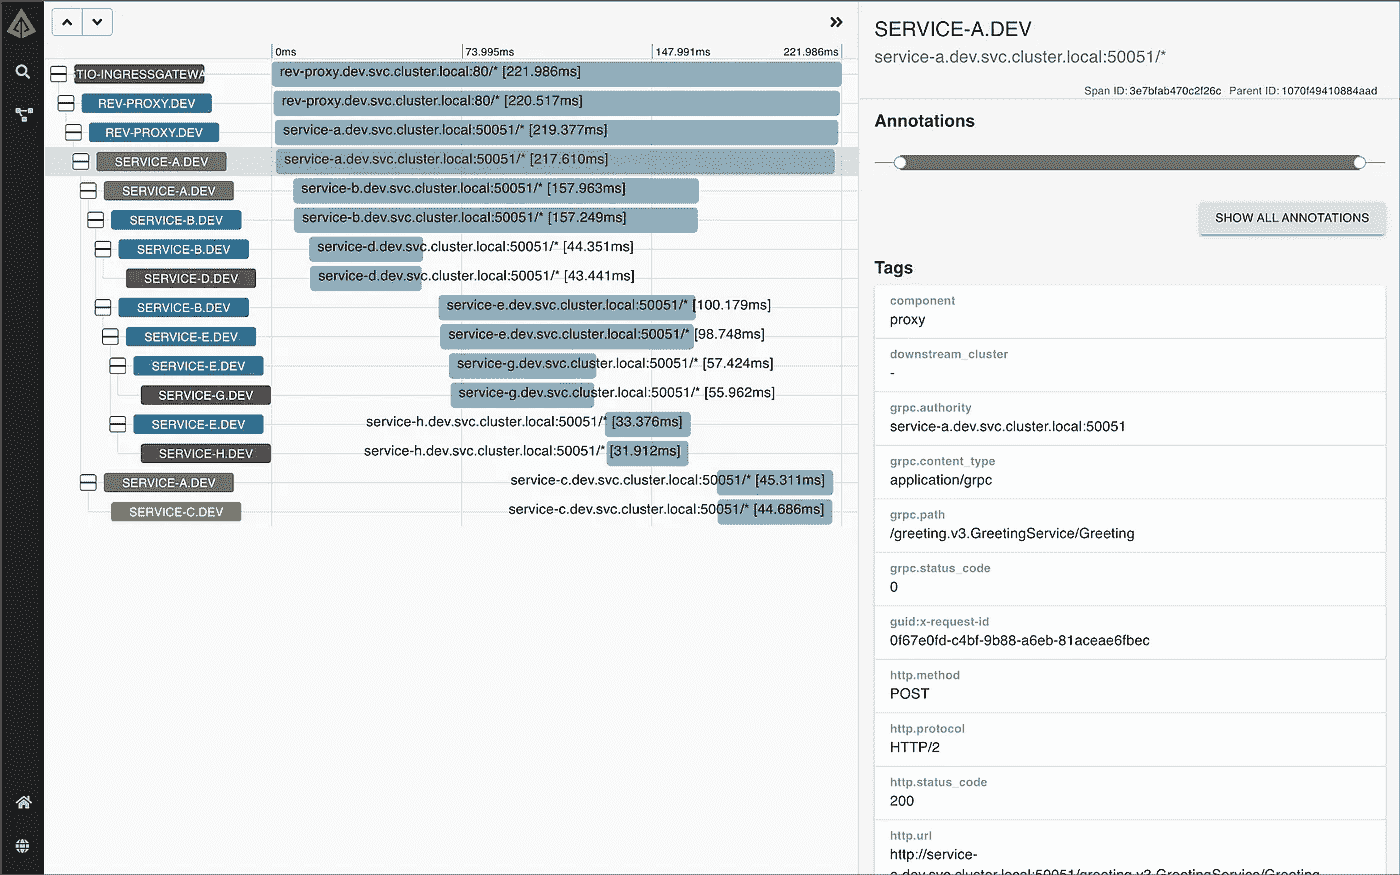 0ms 73.995ms 147.991ms 221.986ms
TIO-INGRESSGATEWA rev-proxy.dev.svc.cluster.local:80/* [221.986ms]
REV-PROXY.DEV rev-proxy.dev.svc.cluster.local:80/* [220.517ms]
REV-PROXY.DEV service-a.dev.svc.cluster.local:50051/* [219.377ms]
SERVICE-A.DEV service-a.dev.svc.cluster.local:50051/* [217.610ms]
SERVICE-A.DEV service-b.dev.svc.cluster.local:50051/* [157.963ms]
SERVICE-B.DEV service-b.dev.svc.cluster.local:50051/* [157.249ms]
SERVICE-B.DEV service-d.dev.svc.cluster.local:50051/* [44.351ms]
SERVICE-D.DEV service-d.dev.svc.cluster.local:50051/* [43.441ms]
SERVICE-B.DEV service-e.dev.svc.cluster.local:50051/* [100.179ms]
SERVICE-E.DEV service-e.dev.svc.cluster.local:50051/* [98.748ms]
SERVICE-E.DEV service-g.dev.svc.cluster.local:50051/* [57.424ms]
SERVICE-G.DEV service-g.dev.svc.cluster.local:50051/* [55.962ms]
SERVICE-E.DEV service-h.dev.svc.cluster.local:50051/* [33.376ms]
SERVICE-H.DEV service-h.dev.svc.cluster.local:50051/* [31.912ms]
SERVICE-A.DEV service-c.dev.svc.cluster.local:50051/* [45.311ms]
SERVICE-C.DEV service-c.dev.svc.cluster.local:50051/* [44.686ms]
SERVICE-A.DEV
service-a.dev.svc.cluster.local:50051/*
Span ID: 3e7bfab470c2f26c Parent ID: 1070f49410884aad
Annotations
SHOW ALL ANNOTATIONS
Tags
component
proxy
downstream_cluster
-
grpc.authority
service-a.dev.svc.cluster.local:50051
grpc.content_type
application/grpc
grpc.path
/greeting.v3.GreetingService/Greeting
grpc.status_code
0
guid:x-request-id
0f67e0fd-c4bf-9b88-a6eb-81aceae6fbec
http.method
POST
http.protocol
HTTP/2
http.status_code
200
http.url
http://service-
a.dev.svc.cluster.local:50051/greeting.v3.GreetingService/Greeting